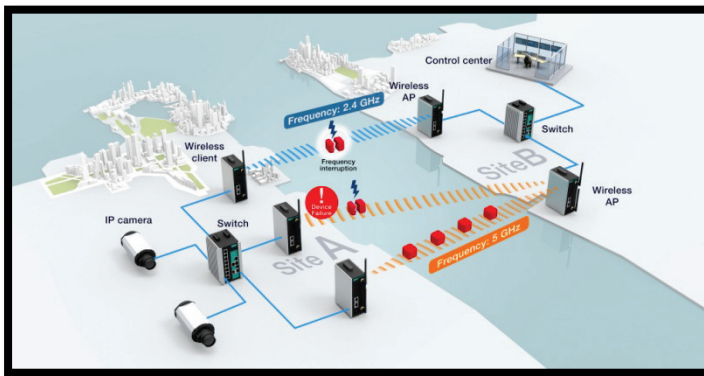 Control center
Wireless
AP
Frequency: 2.4 GHz
Switch
Wireless
client
Frequency
interruption
Site B
!
Device
Failure
Wireless
AP
IP camera
Switch
Site A
Frequency: 5 GHz